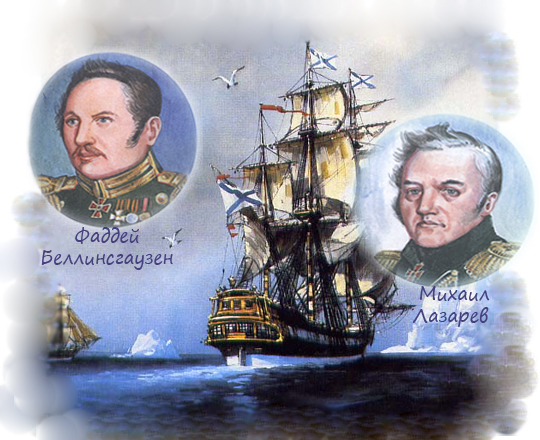 Фаддей
Беллинсгаузен
Михаил
Лазарев